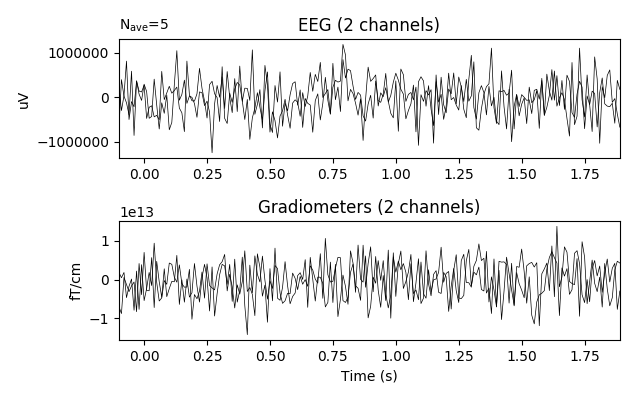 N_ave=5
EEG (2 channels)
uV
1000000
0
−1000000
0.00 0.25 0.50 0.75 1.00 1.25 1.50 1.75
1e13
Gradiometers (2 channels)
fT/cm
1
0
−1
0.00 0.25 0.50 0.75 1.00 1.25 1.50 1.75
Time (s)